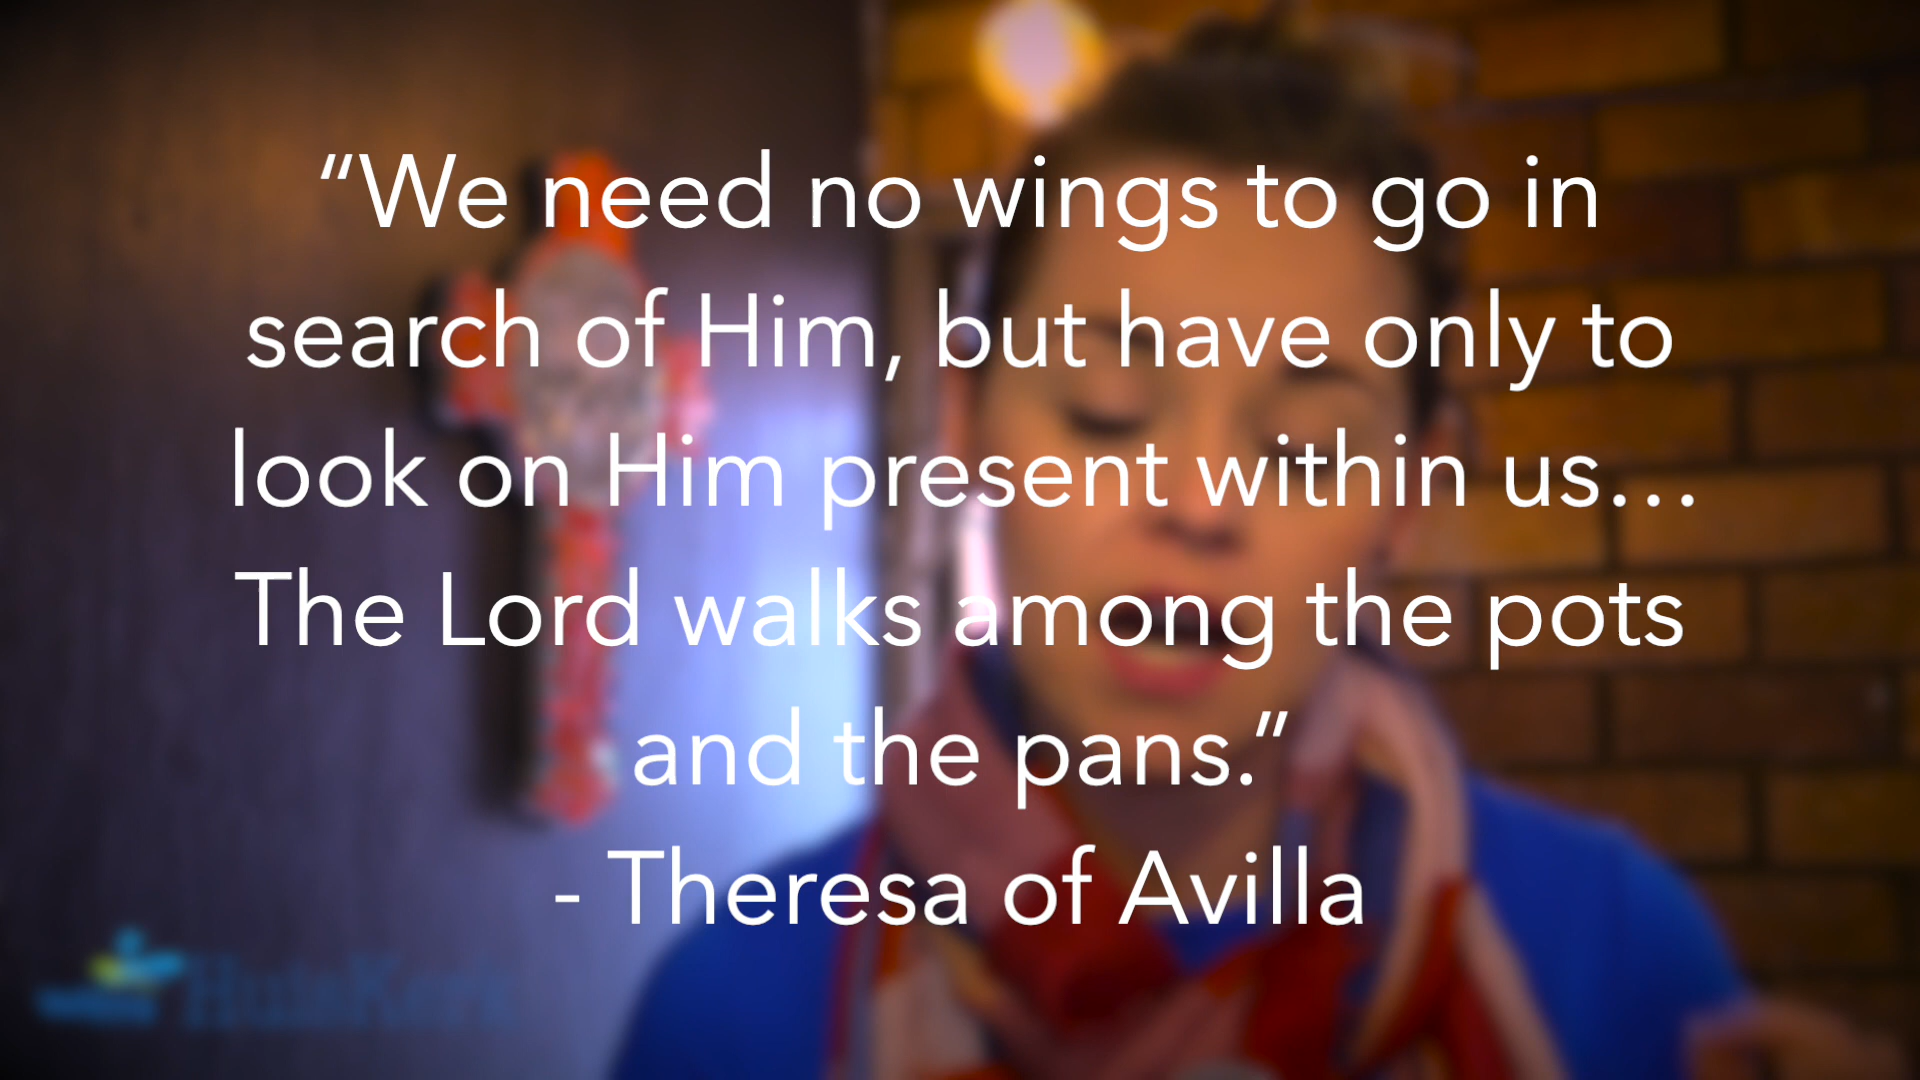 “We need no wings to go in
search of Him, but have only to
look on Him present within us…
The Lord walks among the pots
and the pans.”
- Theresa of Avilla